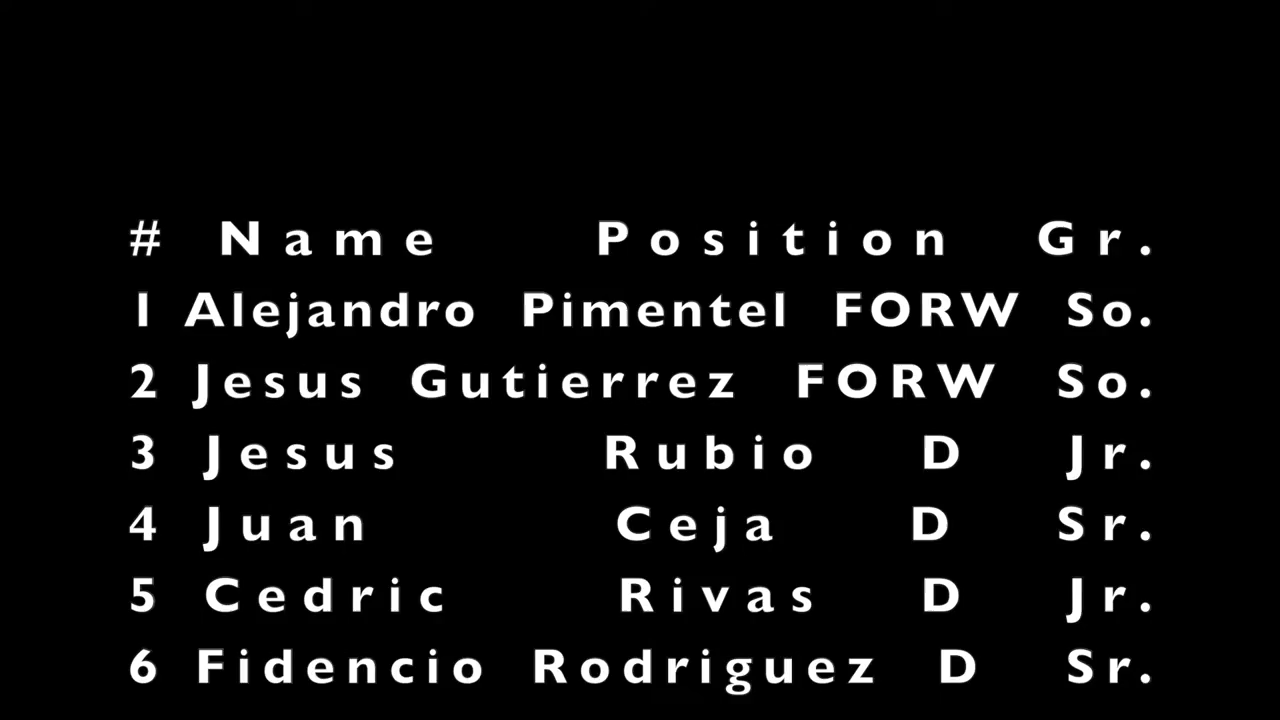 # Name Position Gr.
1 Alejandro Pimentel FORW So.
2 Jesus Gutierrez FORW So.
3 Jesus Rubio D Jr.
4 Juan Ceja D Sr.
5 Cedric Rivas D Jr.
6 Fidencio Rodriguez D Sr.